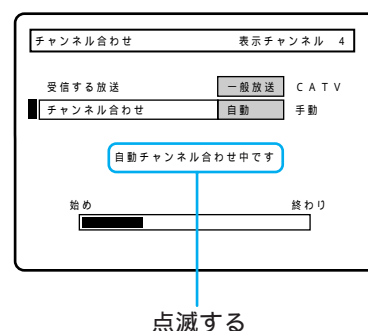 チャンネル合わせ 表示チャンネル 4
受信する放送 一般放送 CATV
チャンネル合わせ 自動 手動
自動チャンネル合わせ中です
始め 終わり
点滅する